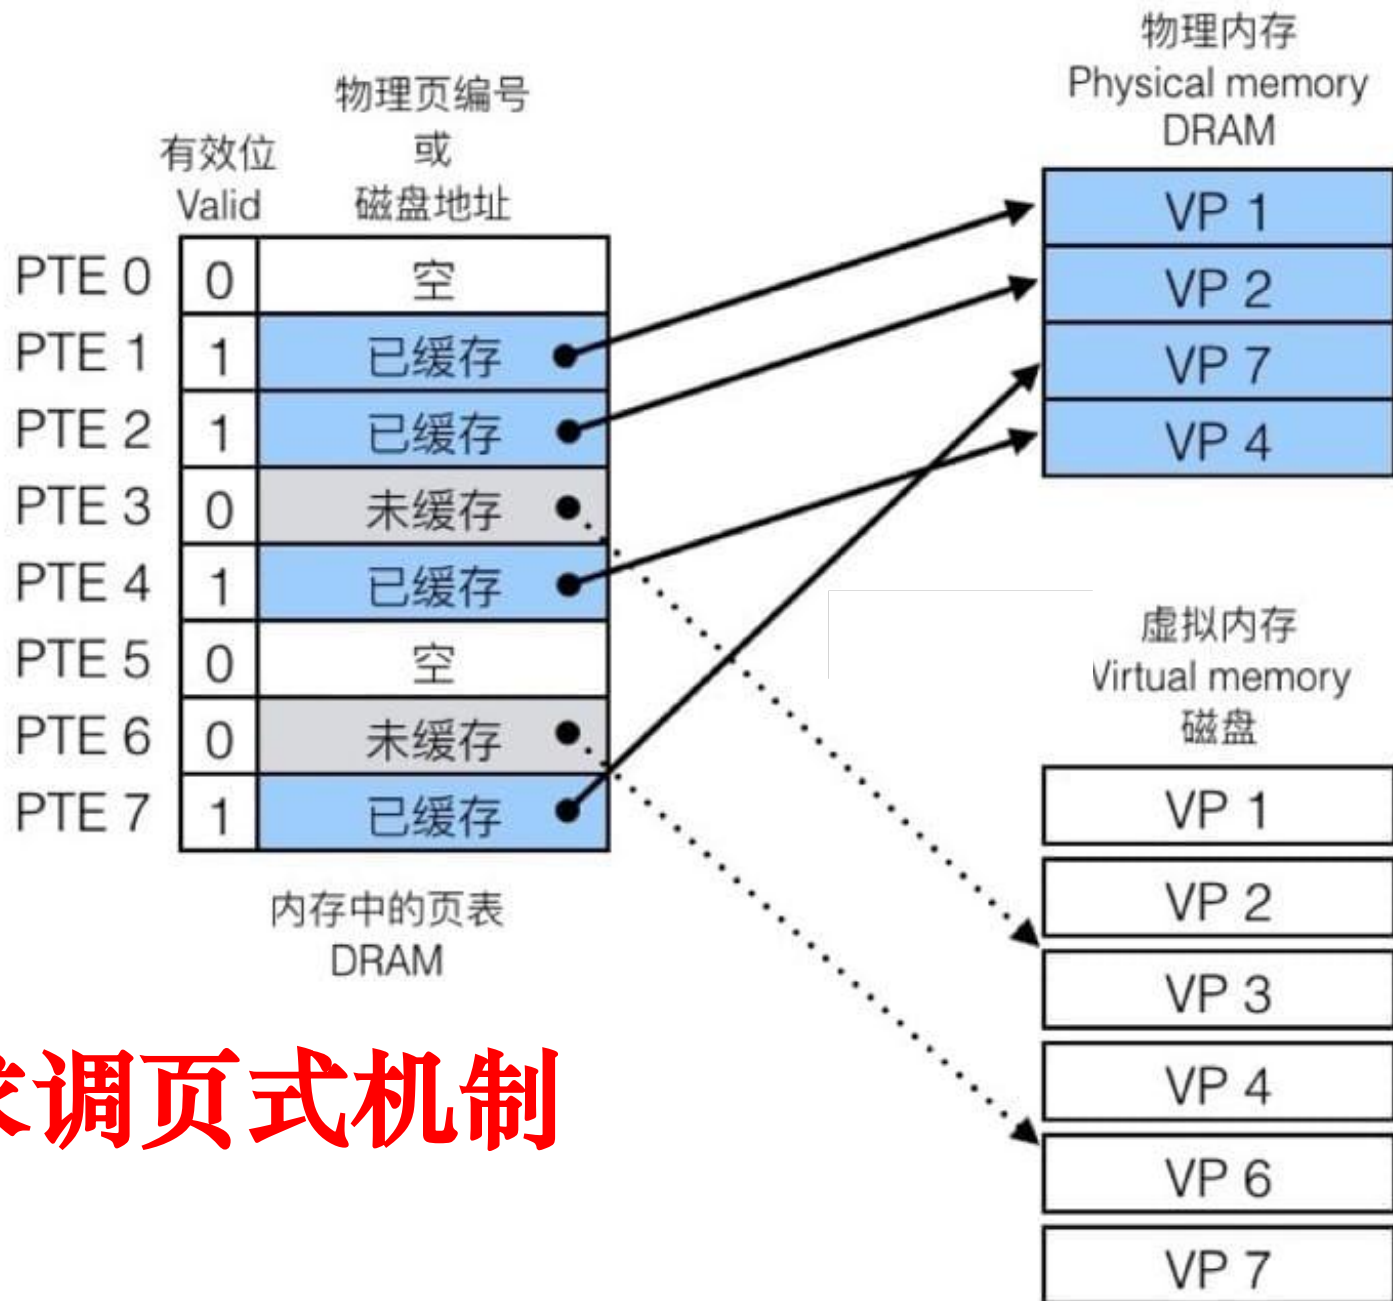 物理页编号
或
磁盘地址
有效位
Valid
PTE 0 0 空
PTE 1 1 已缓存
PTE 2 1 已缓存
PTE 3 0 未缓存
PTE 4 1 已缓存
PTE 5 0 空
PTE 6 0 未缓存
PTE 7 1 已缓存
内存中的页表
DRAM
物理内存
Physical memory
DRAM
VP 1
VP 2
VP 7
VP 4
虚拟内存
Virtual memory
磁盘
VP 1
VP 2
VP 3
VP 4
VP 6
VP 7
求调页式机制